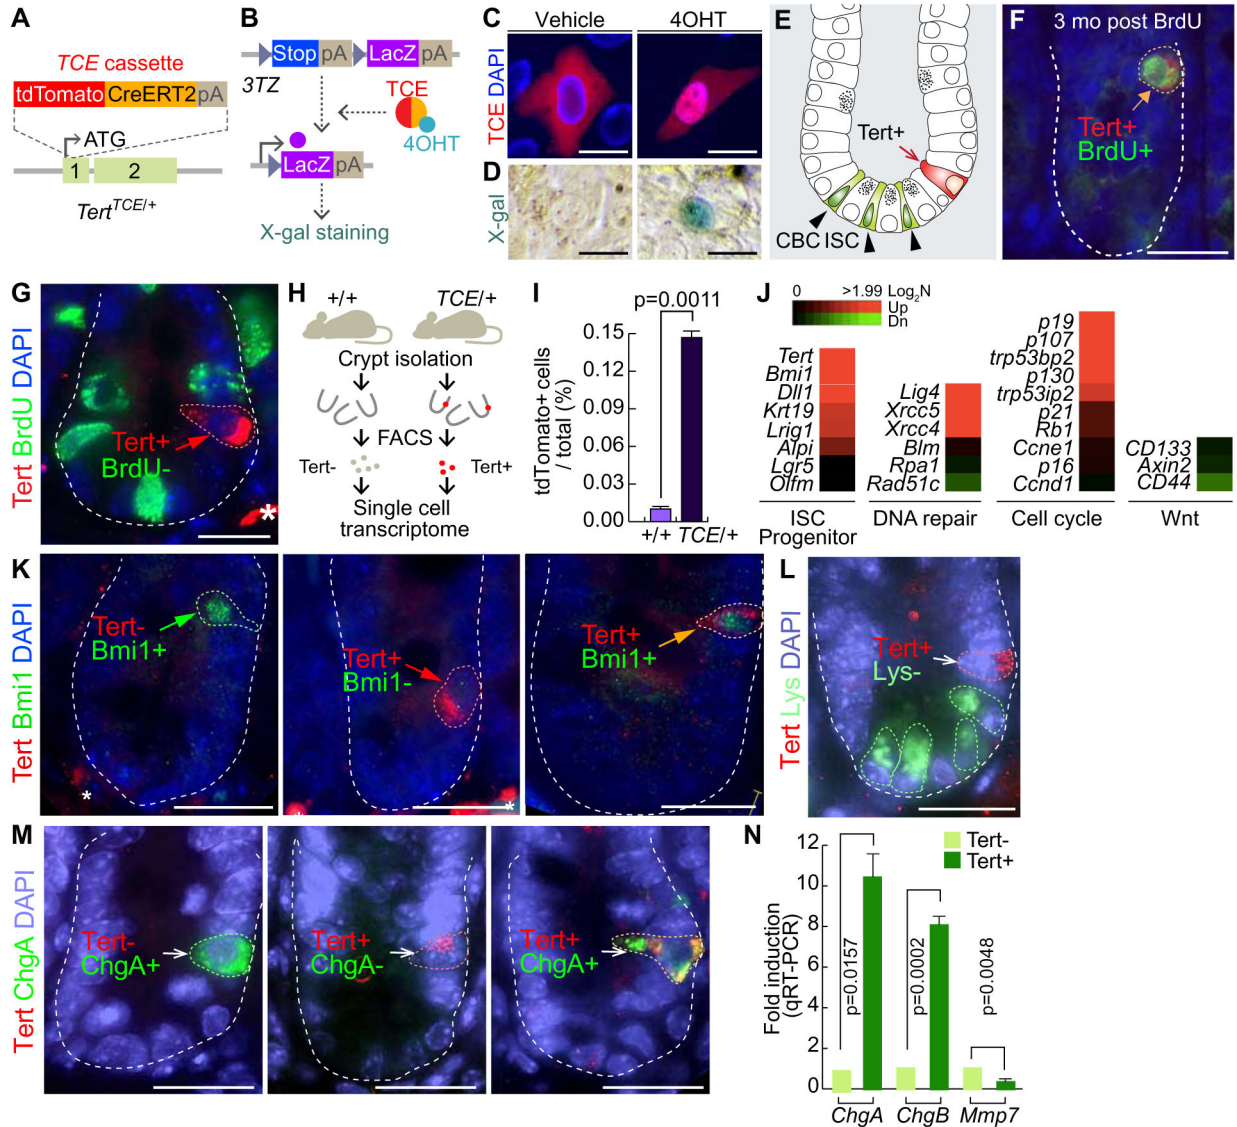 A
TCE cassette
tdTomato CreERT2 pA
ATG
1 2
Tert^TCE/+
B
Stop pA LacZ pA
3TZ
TCE
4OHT
LacZ pA
X-gal staining
C
Vehicle 4OHT
TCE DAPI
D
X-gal
E
Tert+
CBC ISC
F
3 mo post BrdU
Tert+
BrdU+
G
Tert BrdU DAPI
Tert+
BrdU-
*
H
+/+ TCE/+
Crypt isolation
FACS
Tert- Tert+
Single cell
transcriptome
I
p=0.0011
tdTomato+ cells
/ total (%)
0.15
0.12
0.09
0.06
0.03
0.00
+/+ TCE/+
J
0 >1.99 Log2N
Up
Dn
Tert
Bmi1
Dll1
Krt19
Lrig1
Alpi
Lgr5
Olfm
ISC
Progenitor
Lig4
Xrcc5
Xrcc4
Blm
Rpa1
Rad51c
DNA repair
p19
p107
trp53bp2
p130
trp53ip2
p21
Rb1
Ccne1
p16
Ccnd1
Cell cycle
CD133
Axin2
CD44
Wnt
K
Tert Bmi1 DAPI
Tert-
Bmi1+
*
Tert+
Bmi1-
* *
Tert+
Bmi1+
L
Tert Lys DAPI
Tert+
Lys-
M
Tert ChgA DAPI
Tert-
ChgA+
Tert+
ChgA-
Tert+
ChgA+
N
Tert-
Tert+
Fold induction
(qRT-PCR)
12
10
8
6
4
2
0
p=0.0157
p=0.0002
p=0.0048
ChgA ChgB Mmp7